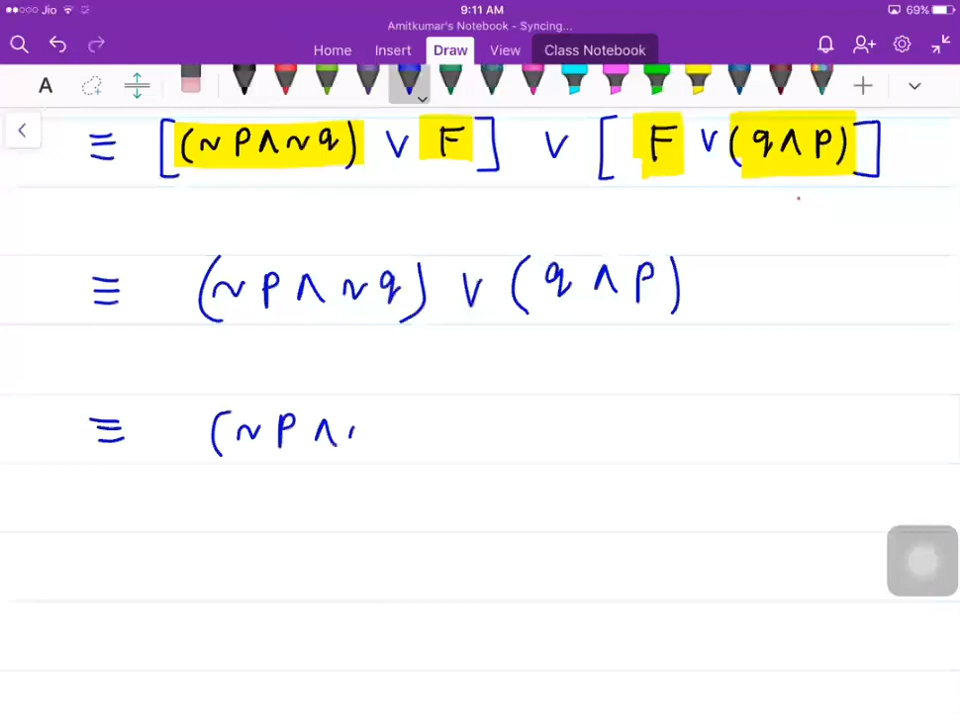 Jio 9:11 AM 69%
Amitkumar's Notebook - Syncing...
Home Insert Draw View Class Notebook
A
≡ [(~P∧~q) ∨ F] ∨ [F ∨ (q∧P)]
≡ (~P∧~q) ∨ (q∧P)
≡ (~P∧